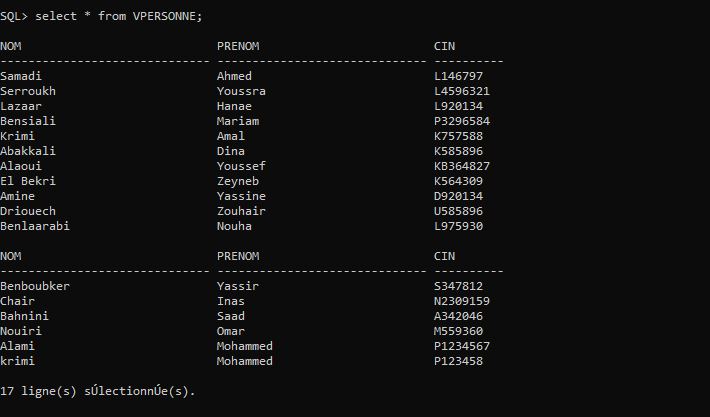 SQL> select * from VPERSONNE;
NOM PRENOM CIN
------------------------------ ------------------------------ ----------
Samadi Ahmed L146797
Serroukh Youssra L4596321
Lazaar Hanae L920134
Bensiali Mariam P3296584
Krimi Amal K757588
Abakkali Dina K585896
Alaoui Youssef KB364827
El Bekri Zeyneb K564309
Amine Yassine D920134
Driouech Zouhair U585896
Benlaarabi Nouha L975930
NOM PRENOM CIN
------------------------------ ------------------------------ ----------
Benboubker Yassir S347812
Chair Inas N2309159
Bahnini Saad A342046
Nouiri Omar M559360
Alami Mohammed P1234567
krimi Mohammed P123458
17 ligne(s) sÚlectionnÚe(s).